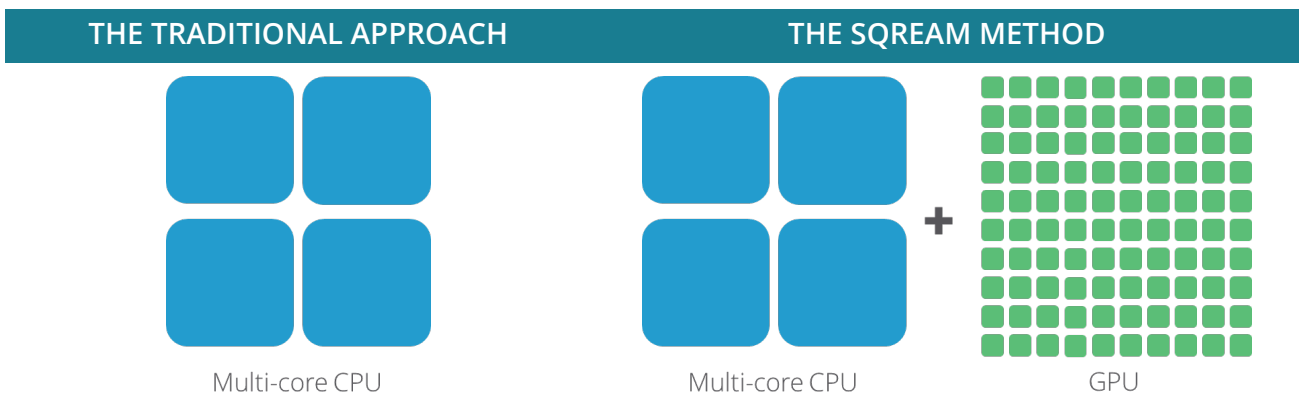 THE TRADITIONAL APPROACH
THE SQREAM METHOD
Multi-core CPU
Multi-core CPU
GPU